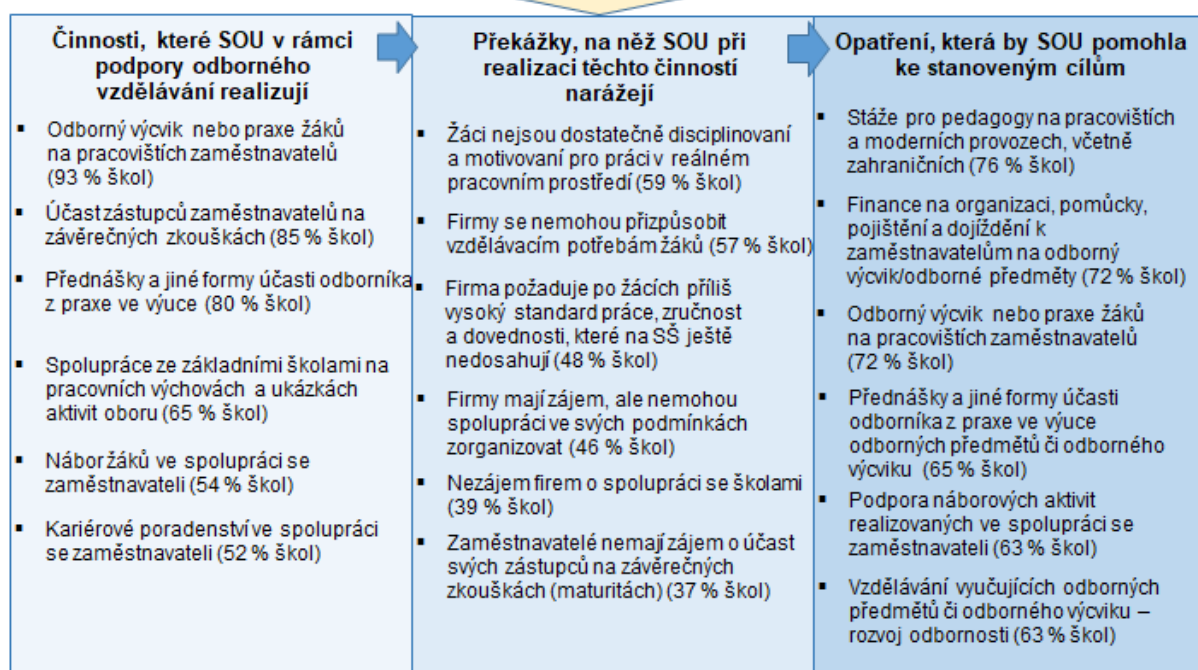 Činnosti, které SOU v rámci
podpory odborného
vzdělávání realizují
▪ Odborný výcvik nebo praxe žáků
na pracovištích zaměstnavatelů
(93 % škol)
▪ Účast zástupců zaměstnavatelů na
závěrečných zkouškách (85 % škol)
▪ Přednášky a jiné formy účasti odborníka
z praxe ve výuce (80 % škol)
▪ Spolupráce ze základními školami na
pracovních výchovách a ukázkách
aktivit oboru (65 % škol)
▪ Nábor žáků ve spolupráci se
zaměstnavateli (54 % škol)
▪ Kariérové poradenství ve spolupráci
se zaměstnavateli (52 % škol)
Překážky, na něž SOU při
realizaci těchto činností
narážejí
▪ Žáci nejsou dostatečně disciplinovaní
a motivovaní pro práci v reálném
pracovním prostředí (59 % škol)
▪ Firmy se nemohou přizpůsobit
vzdělávacím potřebám žáků (57 % škol)
▪ Firma požaduje po žácích příliš
vysoký standard práce, zručnost
a dovednosti, které na SŠ ještě
nedosahují (48 % škol)
▪ Firmy mají zájem, ale nemohou
spolupráci ve svých podmínkách
zorganizovat (46 % škol)
▪ Nezájem firem o spolupráci se školami
(39 % škol)
▪ Zaměstnavatelé nemají zájem o účast
svých zástupců na závěrečných
zkouškách (maturitách) (37 % škol)
Opatření, která by SOU pomohla
ke stanoveným cílům
▪ Stáže pro pedagogy na pracovištích
a moderních provozech, včetně
zahraničních (76 % škol)
▪ Finance na organizaci, pomůcky,
pojištění a dojíždění k
zaměstnavatelům na odborný
výcvik/odborné předměty (72 % škol)
▪ Odborný výcvik nebo praxe žáků
na pracovištích zaměstnavatelů
(72 % škol)
▪ Přednášky a jiné formy účasti
odborníka z praxe ve výuce
odborných předmětů či odborného
výcviku (65 % škol)
▪ Podpora náborových aktivit
realizovaných ve spolupráci se
zaměstnavateli (63 % škol)
▪ Vzdělávání vyučujících odborných
předmětů či odborného výcviku –
rozvoj odbornosti (63 % škol)